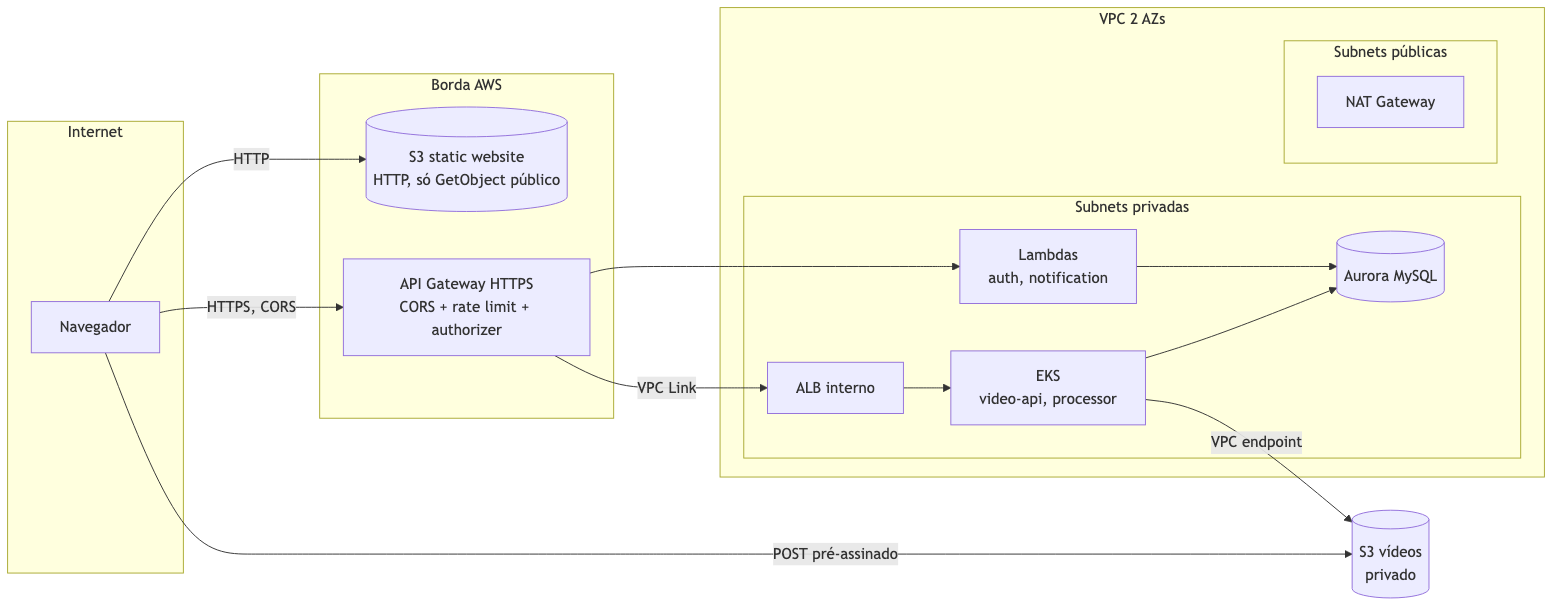 VPC 2 AZs
Subnets públicas
NAT Gateway
Borda AWS
S3 static website
HTTP, só GetObject público
Internet
HTTP
Subnets privadas
Lambdas
auth, notification
Aurora MySQL
API Gateway HTTPS
CORS + rate limit +
authorizer
HTTPS, CORS
Navegador
VPC Link
ALB interno
EKS
video-api, processor
VPC endpoint
POST pré-assinado
S3 vídeos
privado